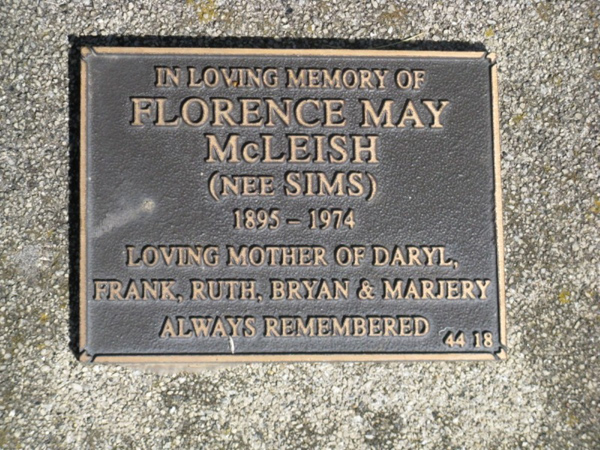 IN LOVING MEMORY OF
FLORENCE MAY
McLEISH
(NEE SIMS)
1895 – 1974
LOVING MOTHER OF DARYL,
FRANK, RUTH, BRYAN & MARJERY
ALWAYS REMEMBERED
44 18